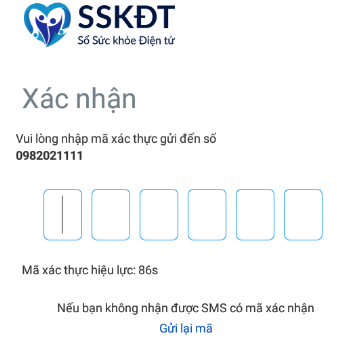 SSKĐT
Sổ Sức khỏe Điện tử
Xác nhận
Vui lòng nhập mã xác thực gửi đến số
0982021111
Mã xác thực hiệu lực: 86s
Nếu bạn không nhận được SMS có mã xác nhận
Gửi lại mã